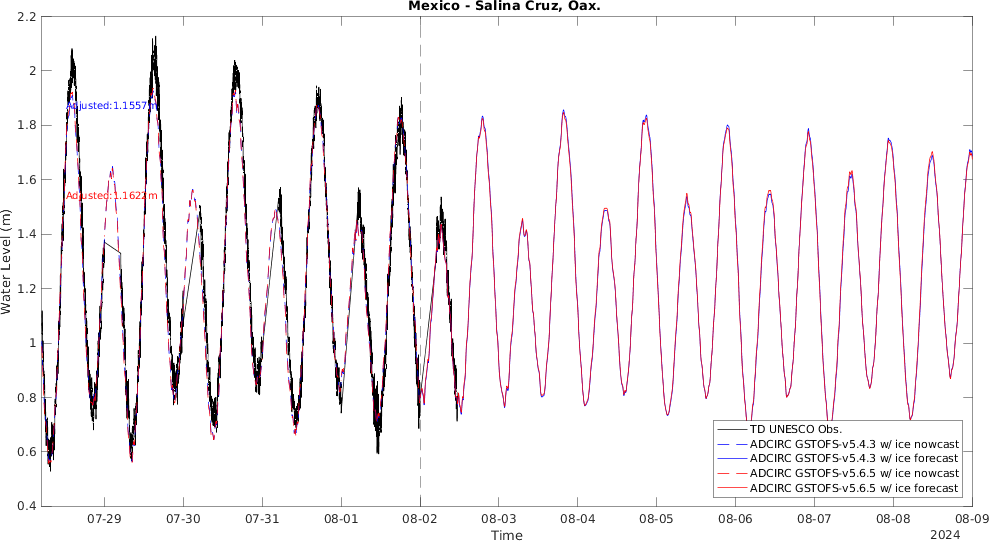 Mexico - Salina Cruz, Oax.
2.2
2
1.8
1.6
1.4
1.2
1
0.8
0.6
0.4
Water Level (m)
Adjusted:1.1557m
Adjusted:1.1622m
TD UNESCO Obs.
ADCIRC GSTOFS-v5.4.3 w/ ice nowcast
ADCIRC GSTOFS-v5.4.3 w/ ice forecast
ADCIRC GSTOFS-v5.6.5 w/ ice nowcast
ADCIRC GSTOFS-v5.6.5 w/ ice forecast
07-29 07-30 07-31 08-01 08-02 08-03 08-04 08-05 08-06 08-07 08-08 08-09
Time
2024